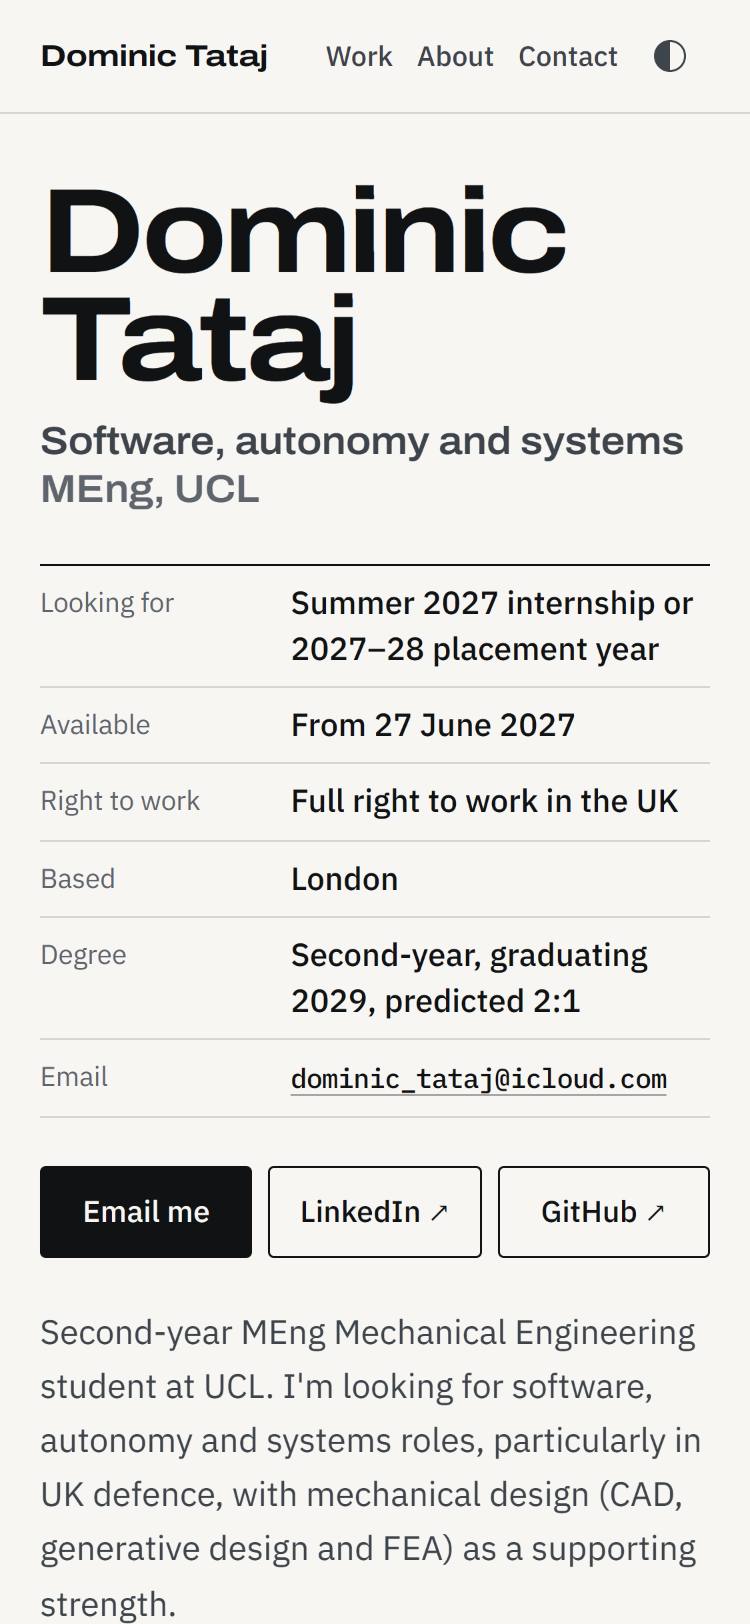 Dominic Tataj Work About Contact
Dominic
Tataj
Software, autonomy and systems
MEng, UCL
Looking for Summer 2027 internship or
2027–28 placement year
Available From 27 June 2027
Right to work Full right to work in the UK
Based London
Degree Second-year, graduating
2029, predicted 2:1
Email dominic_tataj@icloud.com
Email me LinkedIn ↗ GitHub ↗
Second-year MEng Mechanical Engineering
student at UCL. I'm looking for software,
autonomy and systems roles, particularly in
UK defence, with mechanical design (CAD,
generative design and FEA) as a supporting
strength.